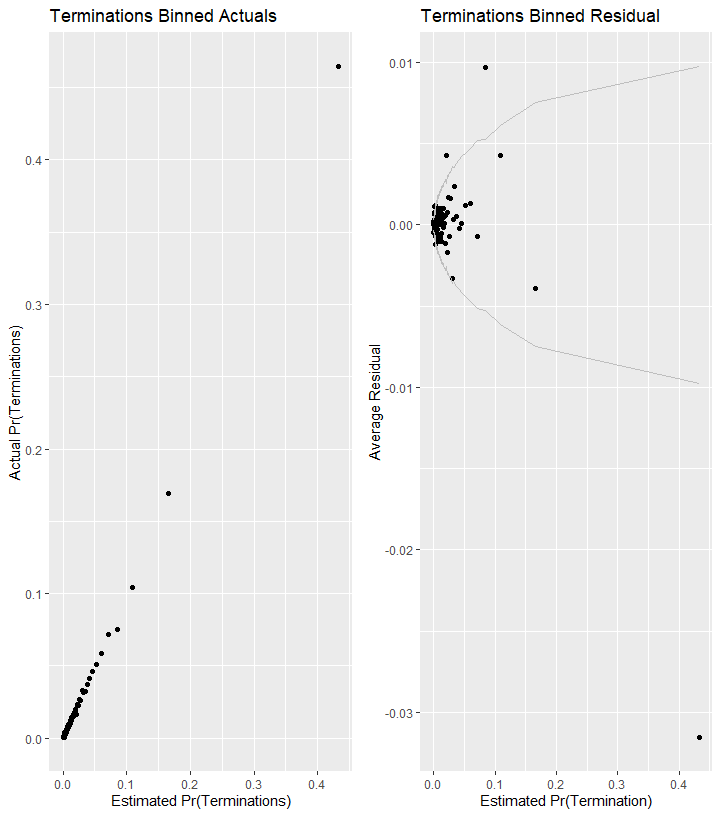 Terminations Binned Actuals
Actual Pr(Terminations)
0.4
0.3
0.2
0.1
0.0
0.0 0.1 0.2 0.3 0.4
Estimated Pr(Terminations)
Terminations Binned Residual
Average Residual
0.01
0.00
-0.01
-0.02
-0.03
0.0 0.1 0.2 0.3 0.4
Estimated Pr(Termination)